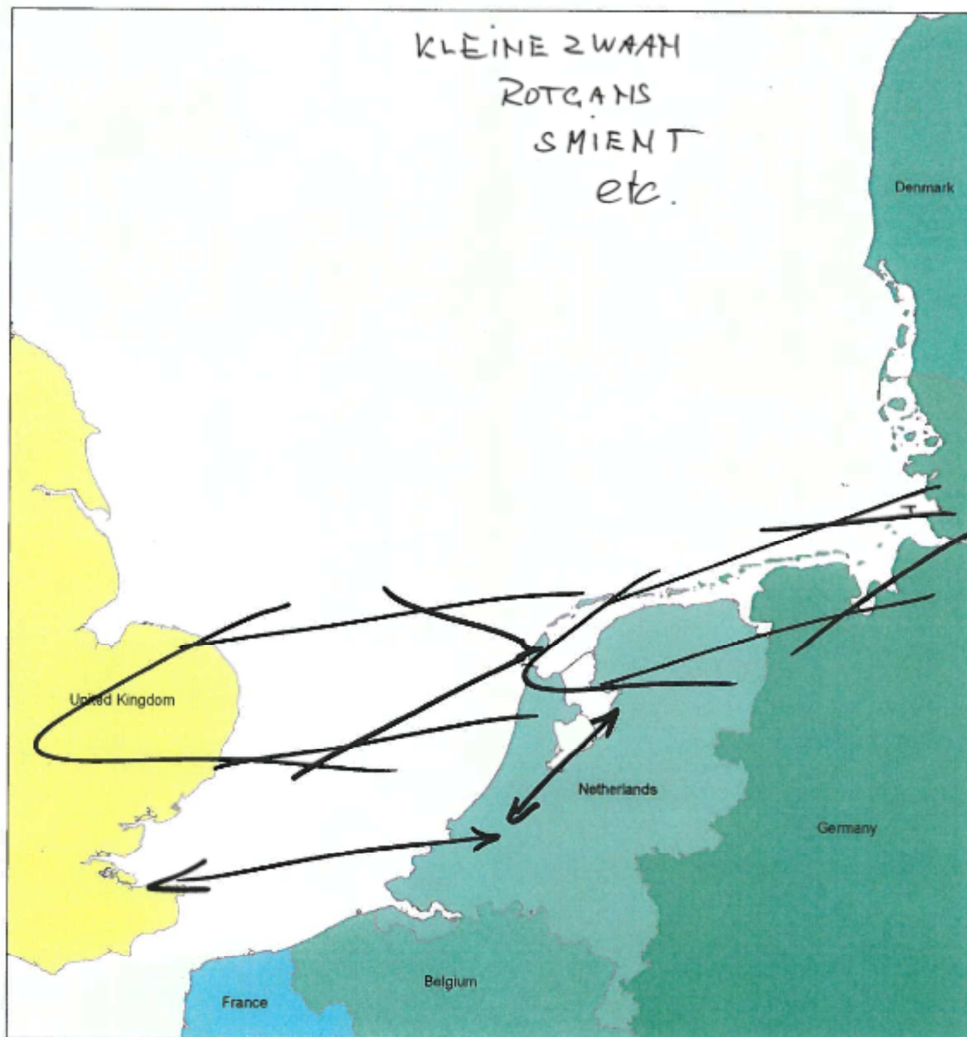 KLEINE ZWAAN
ROTGANS
SMIENT
etc.
Denmark
United Kingdom
Netherlands
Germany
Belgium
France